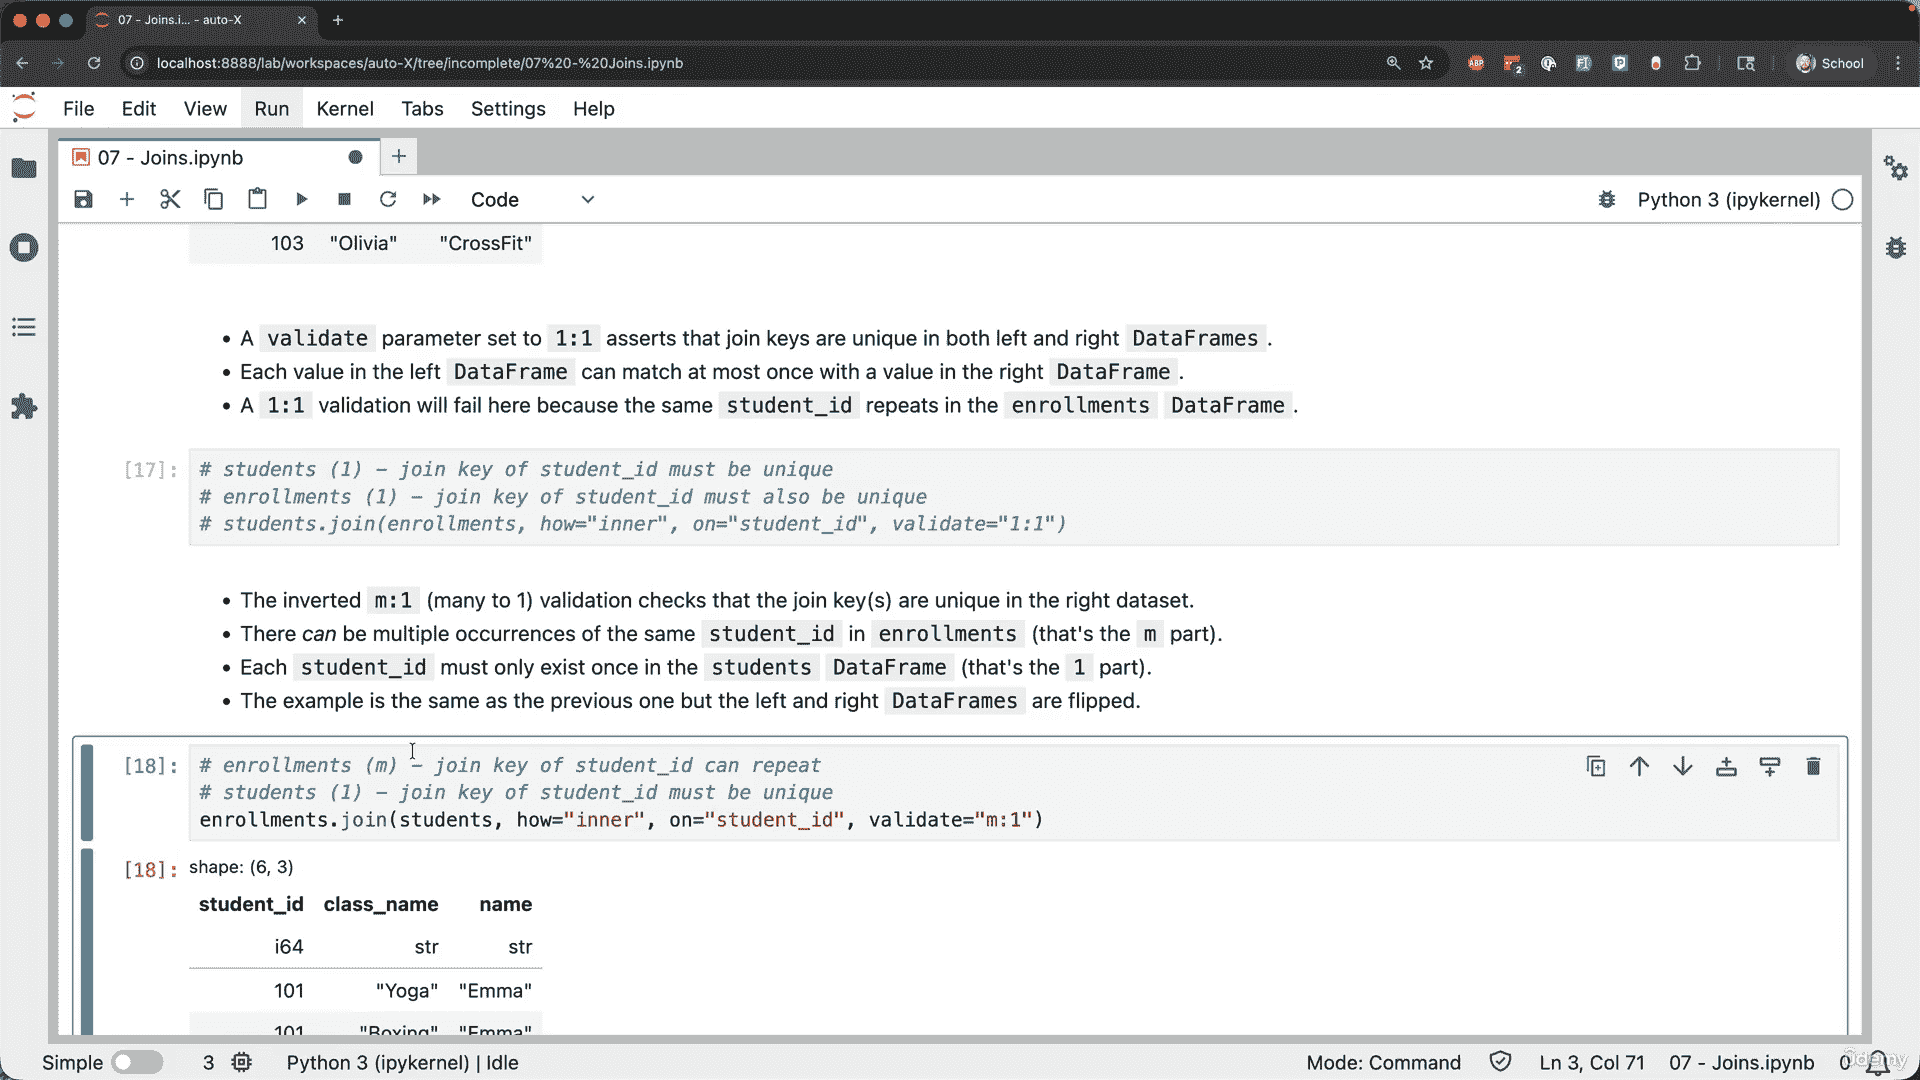 07 - Joins.i... - auto-X
localhost:8888/lab/workspaces/auto-X/tree/incomplete/07%20-%20Joins.ipynb
ABP
2
School
File Edit View Run Kernel Tabs Settings Help
07 - Joins.ipynb
Code
Python 3 (ipykernel)
103 "Olivia" "CrossFit"
• A validate parameter set to 1:1 asserts that join keys are unique in both left and right DataFrames.
• Each value in the left DataFrame can match at most once with a value in the right DataFrame.
• A 1:1 validation will fail here because the same student_id repeats in the enrollments DataFrame.
[17]:
# students (1) – join key of student_id must be unique
# enrollments (1) – join key of student_id must also be unique
# students.join(enrollments, how="inner", on="student_id", validate="1:1")
• The inverted m:1 (many to 1) validation checks that the join key(s) are unique in the right dataset.
• There can be multiple occurrences of the same student_id in enrollments (that's the m part).
• Each student_id must only exist once in the students DataFrame (that's the 1 part).
• The example is the same as the previous one but the left and right DataFrames are flipped.
[18]:
# enrollments (m) – join key of student_id can repeat
# students (1) – join key of student_id must be unique
enrollments.join(students, how="inner", on="student_id", validate="m:1")
[18]: shape: (6, 3)
student_id class_name name
i64 str str
101 "Yoga" "Emma"
101 "Boxing" "Emma"
Simple 3 Python 3 (ipykernel) | Idle Mode: Command Ln 3, Col 71 07 - Joins.ipynb 0